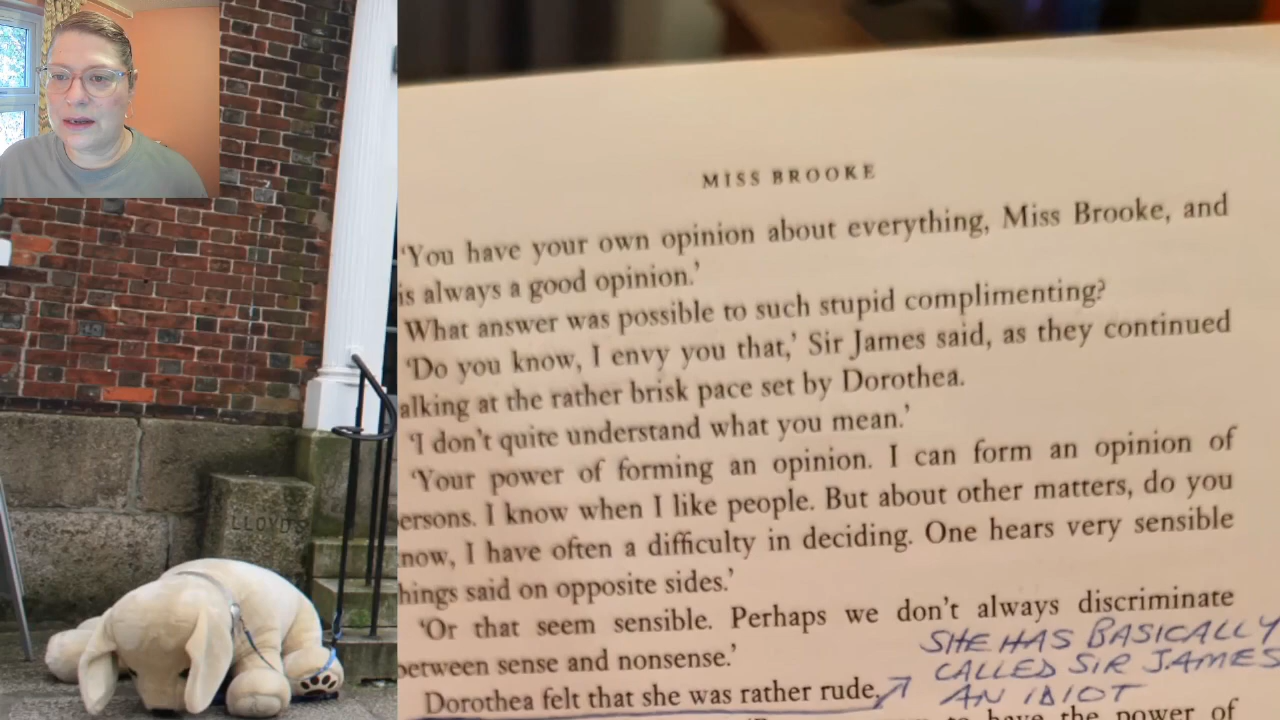 LLOYDS
MISS BROOKE
'You have your own opinion about everything, Miss Brooke, and
is always a good opinion.'
What answer was possible to such stupid complimenting?
'Do you know, I envy you that,' Sir James said, as they continued
alking at the rather brisk pace set by Dorothea.
'I don't quite understand what you mean.'
'Your power of forming an opinion. I can form an opinion of
ersons. I know when I like people. But about other matters, do you
now, I have often a difficulty in deciding. One hears very sensible
hings said on opposite sides.'
'Or that seem sensible. Perhaps we don't always discriminate
between sense and nonsense.'
Dorothea felt that she was rather rude.
SHE HAS BASICALLY
CALLED SIR JAMES
AN IDIOT
have the power of